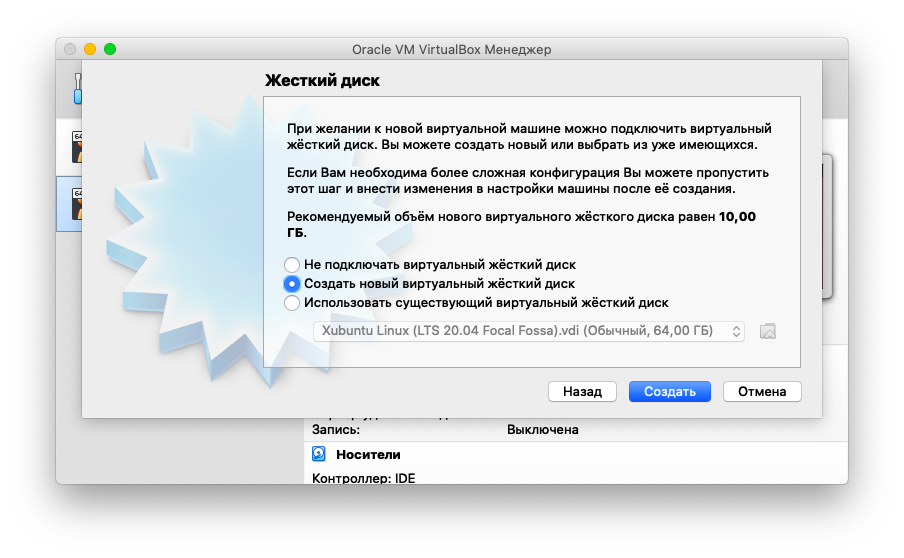 Oracle VM VirtualBox Менеджер
Жесткий диск
При желании к новой виртуальной машине можно подключить виртуальный
жёсткий диск. Вы можете создать новый или выбрать из уже имеющихся.
Если Вам необходима более сложная конфигурация Вы можете пропустить
этот шаг и внести изменения в настройки машины после её создания.
Рекомендуемый объём нового виртуального жёсткого диска равен 10,00
ГБ.
Не подключать виртуальный жёсткий диск
Создать новый виртуальный жёсткий диск
Использовать существующий виртуальный жёсткий диск
Xubuntu Linux (LTS 20.04 Focal Fossa).vdi (Обычный, 64,00 ГБ)
Назад
Создать
Отмена
Запись: Выключена
Носители
Контроллер: IDE
64
64